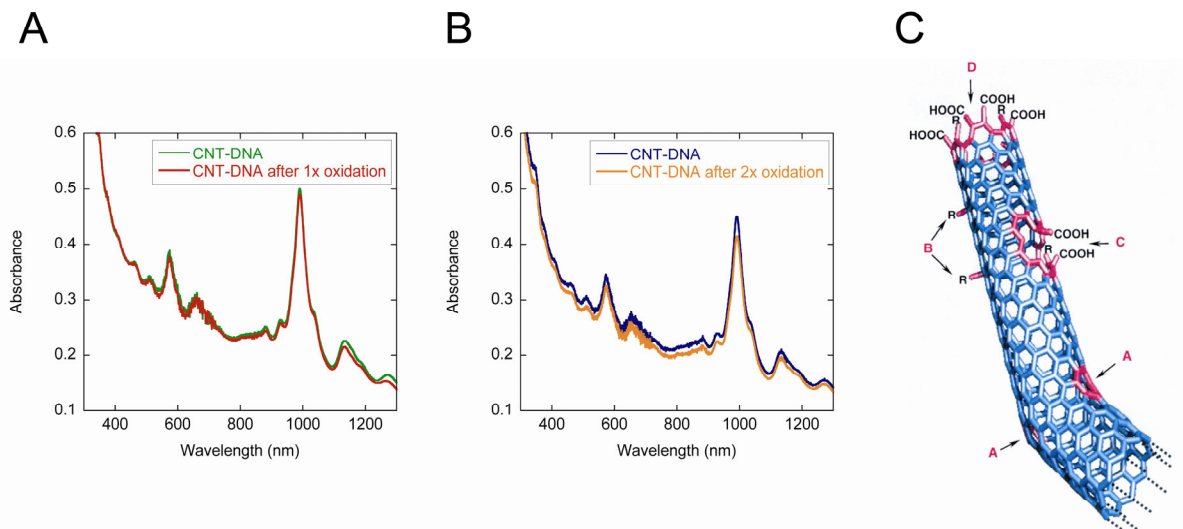 A
B
C
Absorbance
0.6
0.5
0.4
0.3
0.2
0.1
CNT-DNA
CNT-DNA after 1x oxidation
400
600
800
1000
1200
Wavelength (nm)
Absorbance
0.6
0.5
0.4
0.3
0.2
0.1
CNT-DNA
CNT-DNA after 2x oxidation
400
600
800
1000
1200
Wavelength (nm)
D
COOH
HOOC
R
R
COOH
HOOC
R
B
R
COOH
R
COOH
C
A
A